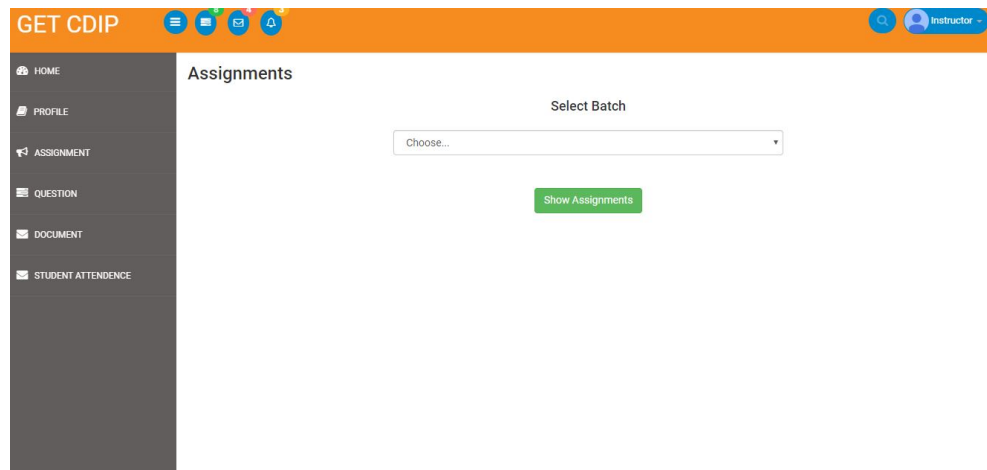 GET CDIP
Instructor
HOME
PROFILE
ASSIGNMENT
QUESTION
DOCUMENT
STUDENT ATTENDENCE
Assignments
Select Batch
Choose...
Show Assignments